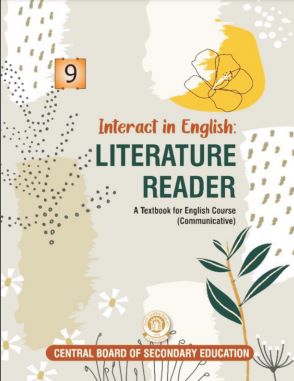 9
Interact in English:
LITERATURE
READER
A Textbook for English Course
(Communicative)
CENTRAL BOARD OF SECONDARY EDUCATION